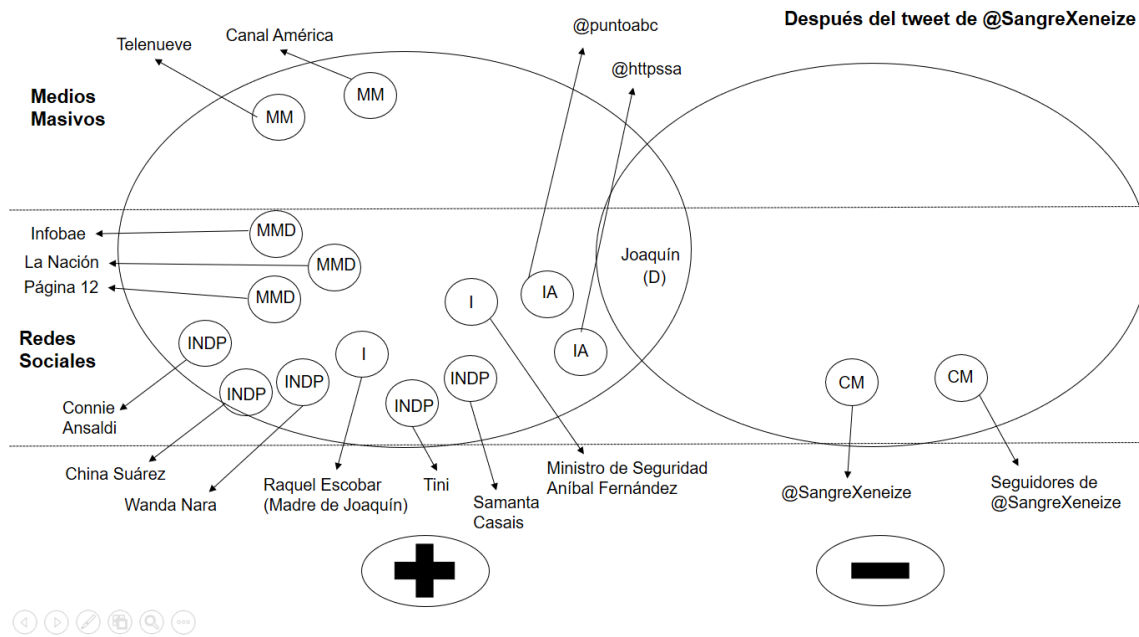 Después del tweet de @SangreXeneize
@puntoabc
Canal América
Telenueve
@httpssa
Medios
Masivos
MM
MM
Infobae
MMD
La Nación
MMD
Joaquín
(D)
Página 12
MMD
I
IA
Redes
Sociales
INDP
I
IA
INDP
INDP
INDP
INDP
CM
CM
Connie
Ansaldi
China Suárez
Wanda Nara
Raquel Escobar
(Madre de Joaquín)
Tini
Samanta
Casais
Ministro de Seguridad
Aníbal Fernández
@SangreXeneize
Seguidores de
@SangreXeneize